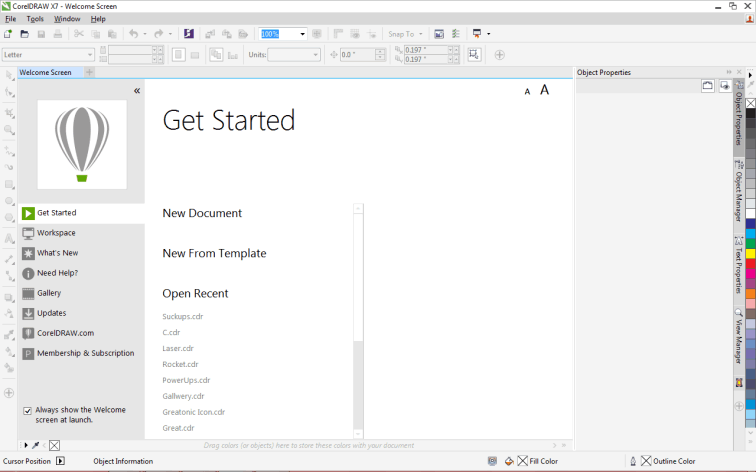 CorelDRAW X7 - Welcome Screen
File Tools Window Help
100% Snap To
Letter Units: 0.0 ° 0.197 " 0.197 "
Welcome Screen
Object Properties
A A
Get Started
Get Started
Workspace
What's New
Need Help?
Gallery
Updates
CorelDRAW.com
Membership & Subscription
Always show the Welcome
screen at launch.
New Document
New From Template
Open Recent
Suckups.cdr
C.cdr
Laser.cdr
Rocket.cdr
PowerUps.cdr
Gallwery.cdr
Greatonic Icon.cdr
Great.cdr
Object Properties
Object Manager
Text Properties
View Manager
Drag colors (or objects) here to store these colors with your document
Cursor Position Object Information Fill Color Outline Color